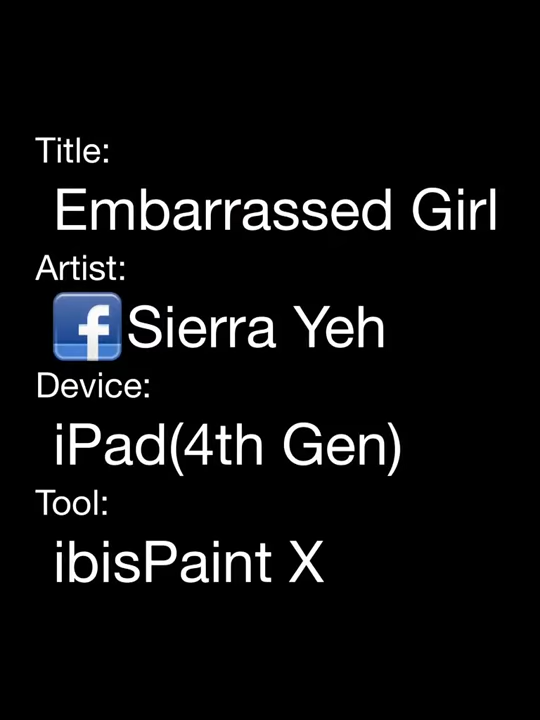 Title:
Embarrassed Girl
Artist:
f Sierra Yeh
Device:
iPad(4th Gen)
Tool:
ibisPaint X